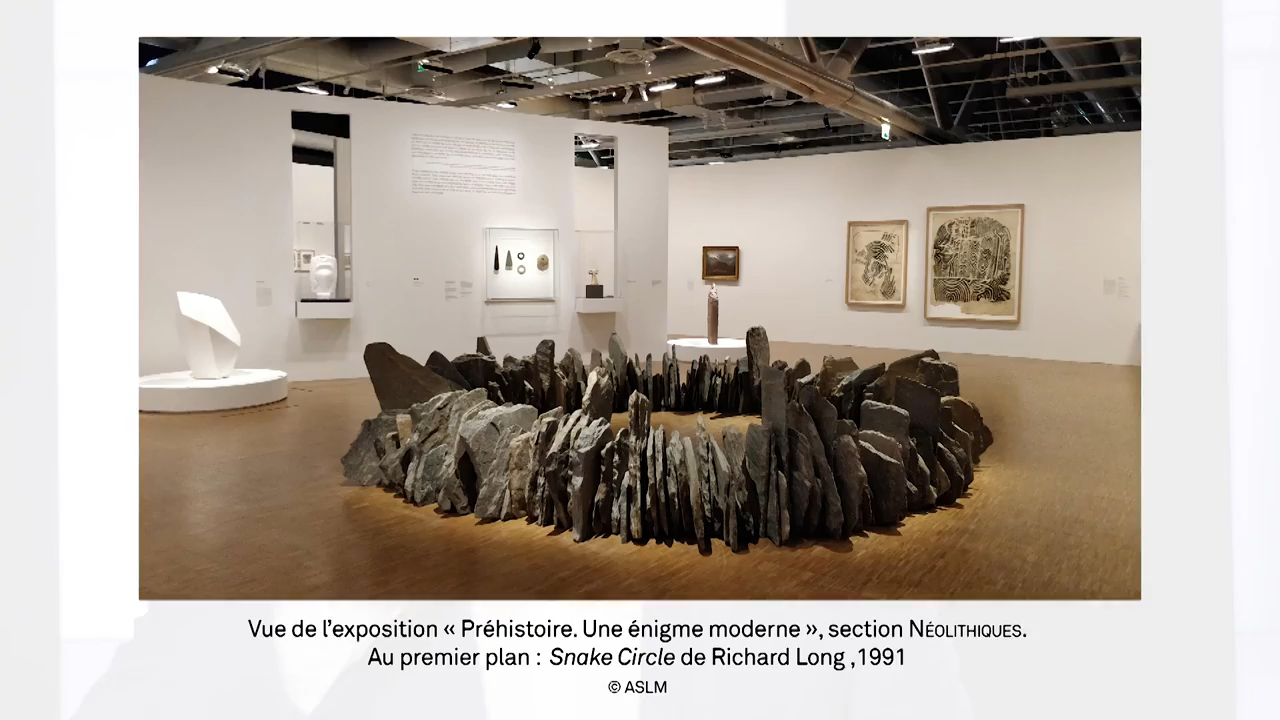 Vue de l’exposition « Préhistoire. Une énigme moderne », section NÉOLITHIQUES.
Au premier plan : Snake Circle de Richard Long ,1991
© ASLM